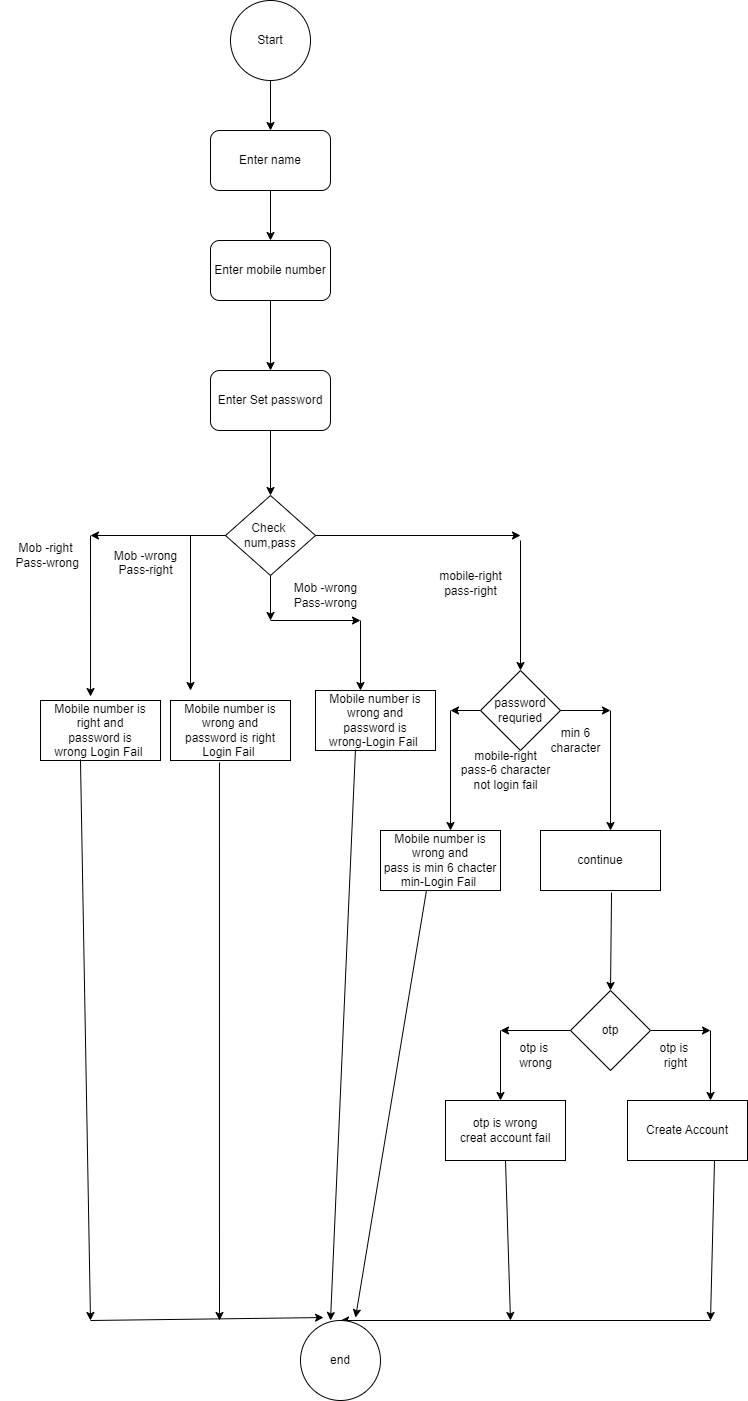 Start
Enter name
Enter mobile number
Enter Set password
Check
num,pass
Mob -right
Pass-wrong
Mob -wrong
Pass-right
Mob -wrong
Pass-wrong
mobile-right
pass-right
Mobile number is
right and
password is
wrong Login Fail
Mobile number is
wrong and
password is right
Login Fail
Mobile number is
wrong and
password is
wrong-Login Fail
password
requried
mobile-right
pass-6 character
not login fail
min 6
character
Mobile number is
wrong and
pass is min 6 chacter
min-Login Fail
continue
otp
otp is
wrong
otp is
right
otp is wrong
creat account fail
Create Account
end